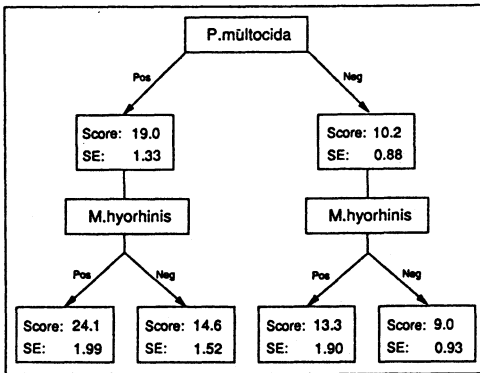 P.multocida
Pos
Neg
Score: 19.0
SE: 1.33
Score: 10.2
SE: 0.88
M.hyorhinis
M.hyorhinis
Pos
Neg
Pos
Neg
Score: 24.1
SE: 1.99
Score: 14.6
SE: 1.52
Score: 13.3
SE: 1.90
Score: 9.0
SE: 0.93